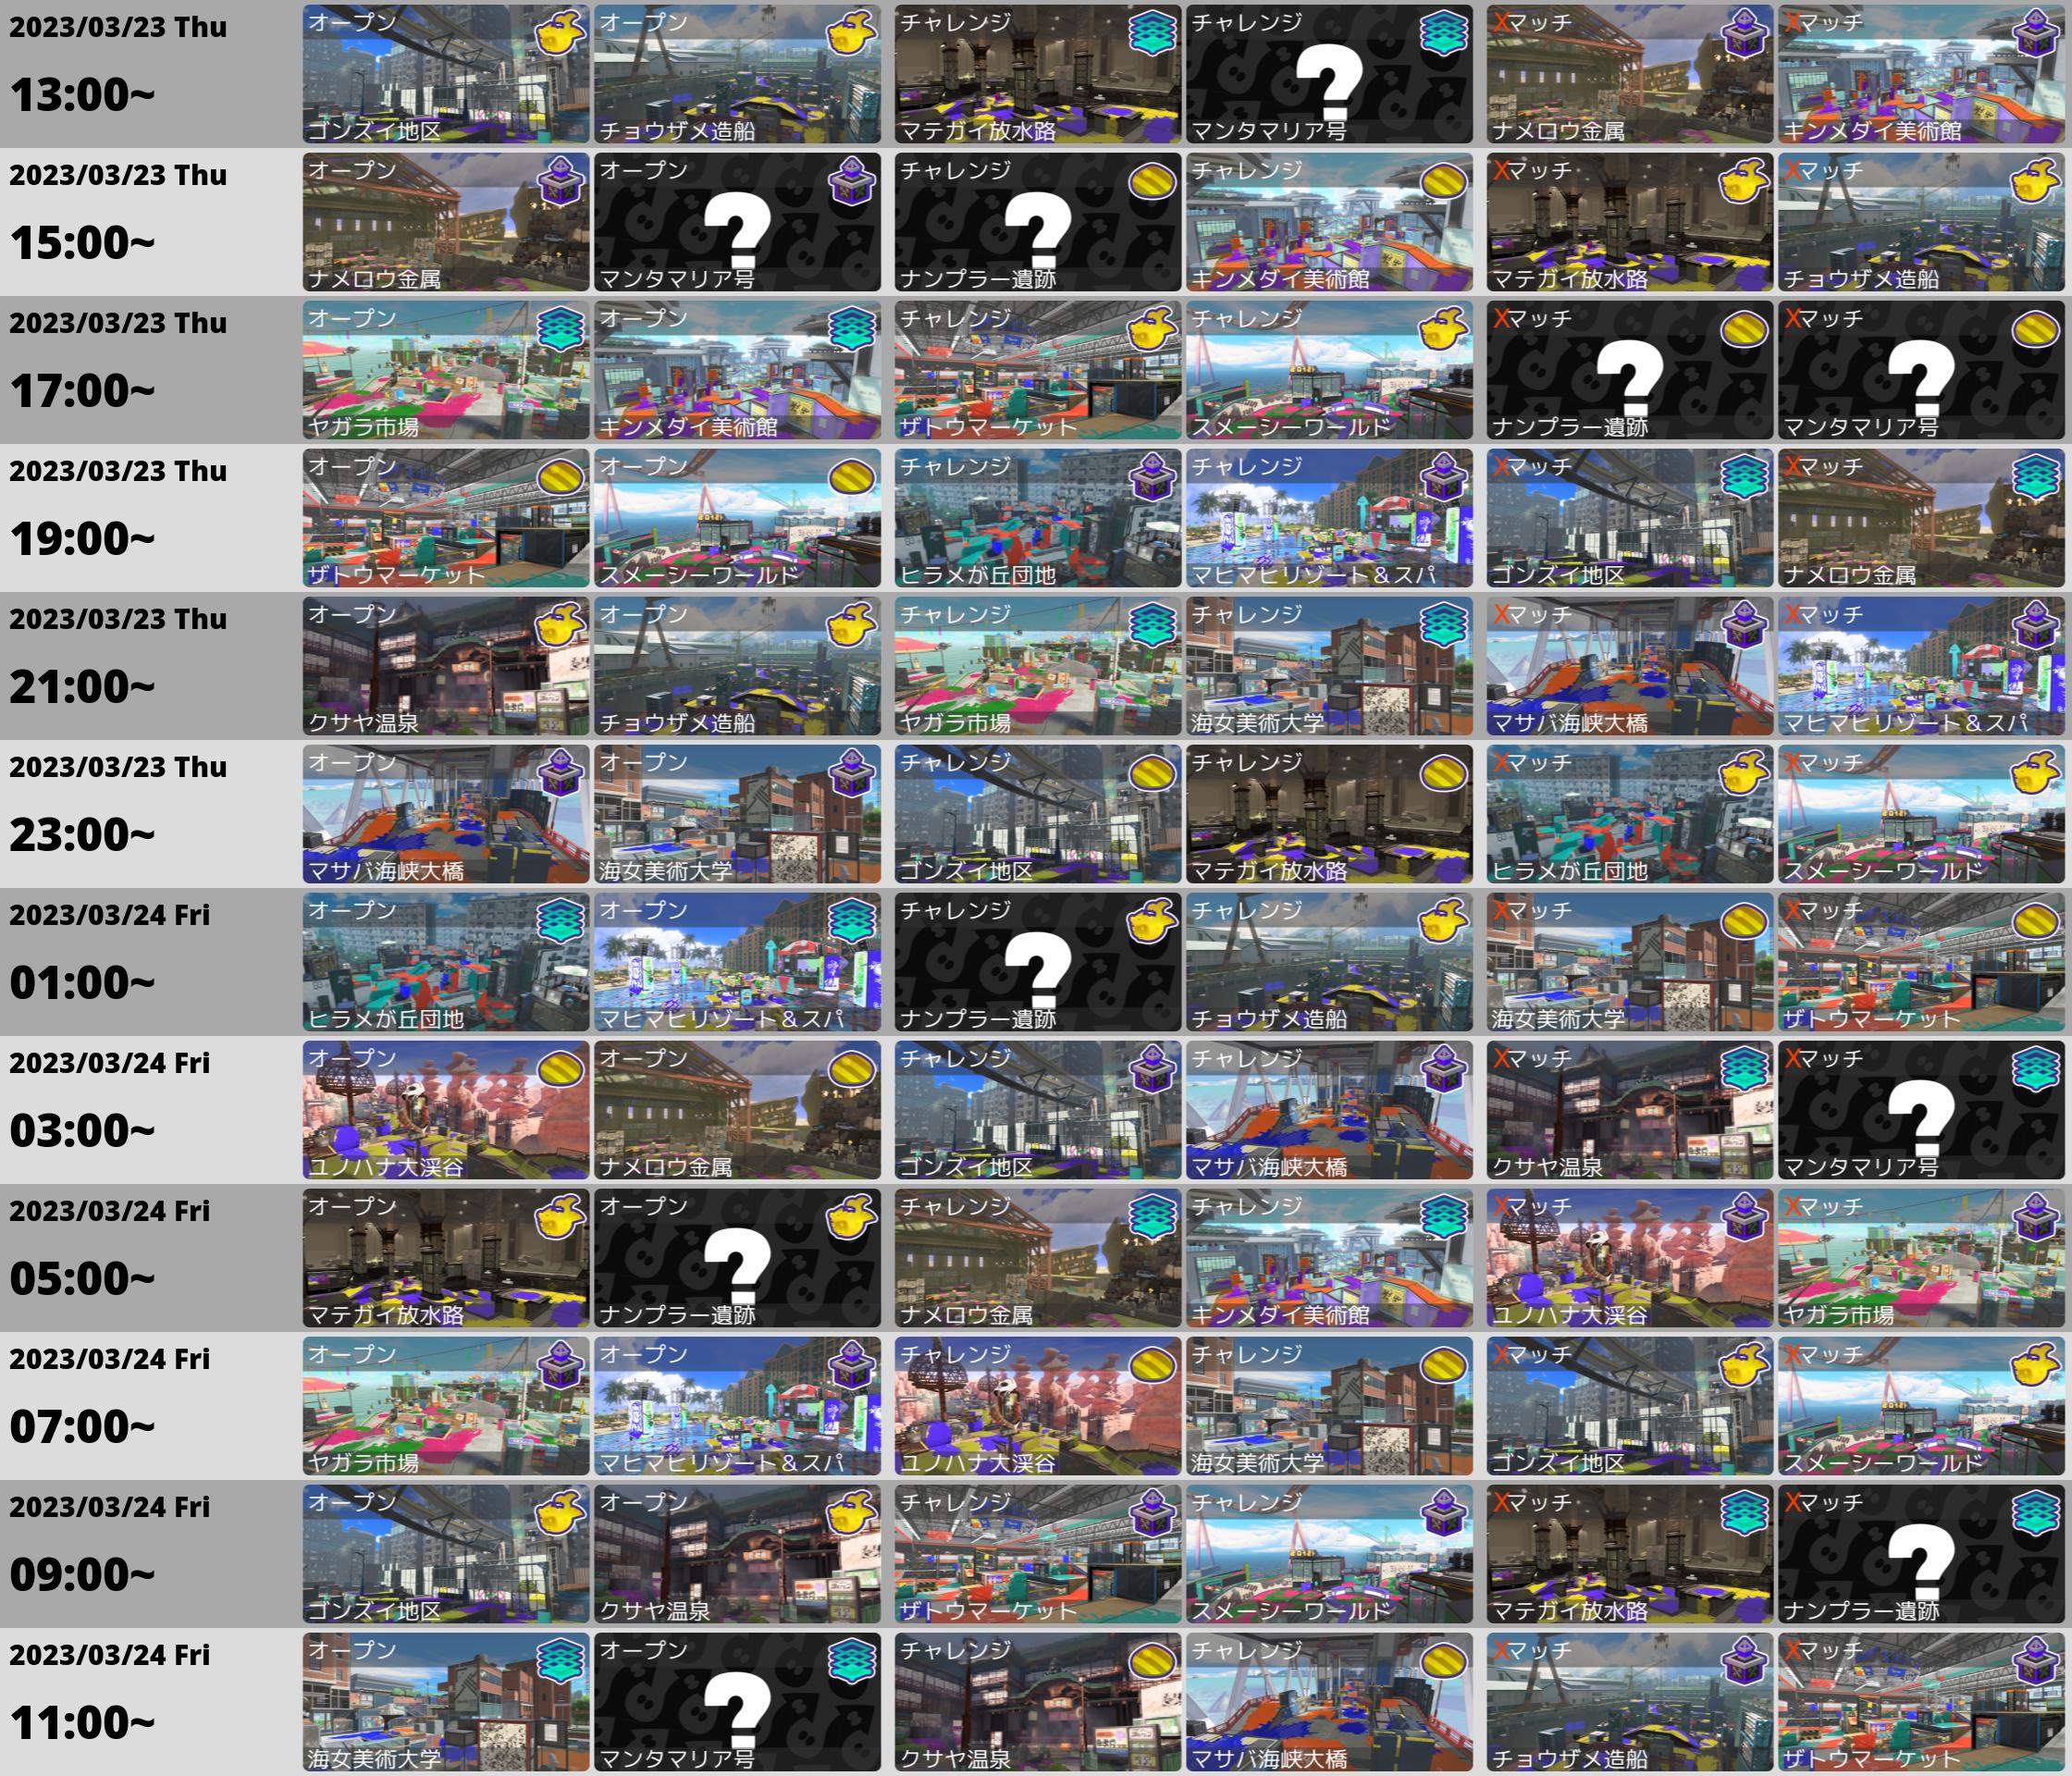 2023/03/23 Thu
13:00~
オープン オープン チャレンジ チャレンジ Xマッチ Xマッチ
ゴンズイ地区 チョウザメ造船 マテガイ放水路 マンタマリア号 ナメロウ金属 キンメダイ美術館
2023/03/23 Thu
15:00~
オープン オープン チャレンジ チャレンジ Xマッチ Xマッチ
ナメロウ金属 マンタマリア号 ナンプラー遺跡 キンメダイ美術館 マテガイ放水路 チョウザメ造船
2023/03/23 Thu
17:00~
オープン オープン チャレンジ チャレンジ Xマッチ Xマッチ
ヤガラ市場 キンメダイ美術館 ザトウマーケット スメーシーワールド ナンプラー遺跡 マンタマリア号
2023/03/23 Thu
19:00~
オープン オープン チャレンジ チャレンジ Xマッチ Xマッチ
ザトウマーケット スメーシーワールド ヒラメが丘団地 マヒマヒリゾート＆スパ ゴンズイ地区 ナメロウ金属
2023/03/23 Thu
21:00~
オープン オープン チャレンジ チャレンジ Xマッチ Xマッチ
クサヤ温泉 チョウザメ造船 ヤガラ市場 海女美術大学 マサバ海峡大橋 マヒマヒリゾート＆スパ
2023/03/23 Thu
23:00~
オープン オープン チャレンジ チャレンジ Xマッチ Xマッチ
マサバ海峡大橋 海女美術大学 ゴンズイ地区 マテガイ放水路 ヒラメが丘団地 スメーシーワールド
2023/03/24 Fri
01:00~
オープン オープン チャレンジ チャレンジ Xマッチ Xマッチ
ヒラメが丘団地 マヒマヒリゾート＆スパ ナンプラー遺跡 チョウザメ造船 海女美術大学 ザトウマーケット
2023/03/24 Fri
03:00~
オープン オープン チャレンジ チャレンジ Xマッチ Xマッチ
ユノハナ大渓谷 ナメロウ金属 ゴンズイ地区 マサバ海峡大橋 クサヤ温泉 マンタマリア号
2023/03/24 Fri
05:00~
オープン オープン チャレンジ チャレンジ Xマッチ Xマッチ
マテガイ放水路 ナンプラー遺跡 ナメロウ金属 キンメダイ美術館 ユノハナ大渓谷 ヤガラ市場
2023/03/24 Fri
07:00~
オープン オープン チャレンジ チャレンジ Xマッチ Xマッチ
ヤガラ市場 マヒマヒリゾート＆スパ ユノハナ大渓谷 海女美術大学 ゴンズイ地区 スメーシーワールド
2023/03/24 Fri
09:00~
オープン オープン チャレンジ チャレンジ Xマッチ Xマッチ
ゴンズイ地区 クサヤ温泉 ザトウマーケット スメーシーワールド マテガイ放水路 ナンプラー遺跡
2023/03/24 Fri
11:00~
オープン オープン チャレンジ チャレンジ Xマッチ Xマッチ
海女美術大学 マンタマリア号 クサヤ温泉 マサバ海峡大橋 チョウザメ造船 ザトウマーケット